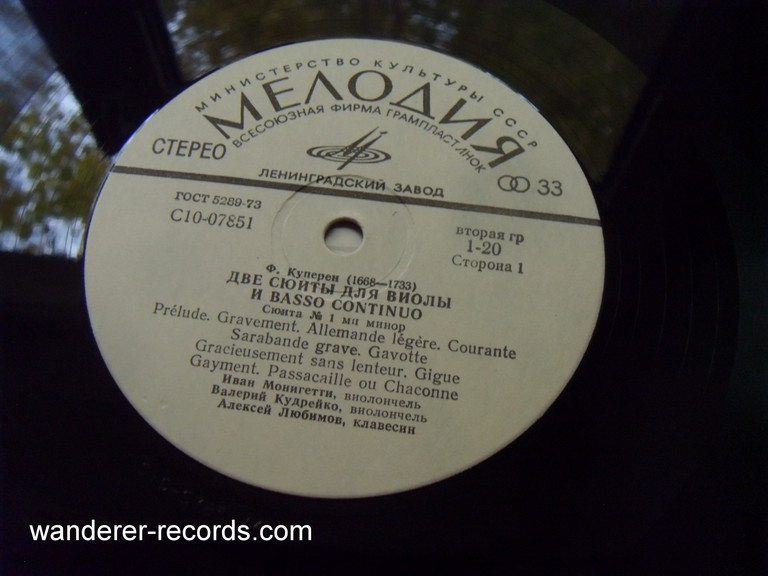 МИНИСТЕРСТВО КУЛЬТУРЫ СССР
МЕЛОДИЯ
ВСЕСОЮЗНАЯ ФИРМА ГРАМПЛАСТИНОК
СТЕРЕО
33
ЛЕНИНГРАДСКИЙ ЗАВОД
ГОСТ 5289-73
С10-07851
вторая гр
1-20
Сторона 1
Ф. Куперен (1668—1733)
ДВЕ СЮИТЫ ДЛЯ ВИОЛЫ
И BASSO CONTINUO
Сюита № 1 ми минор
Prélude. Gravement. Allemande légére. Courante
Sarabande grave. Gavotte
Gracieusement sans lenteur. Gigue
Gayment. Passacaille ou Chaconne
Иван Монигетти, виолончель
Валерий Кудрейко, виолончель
Алексей Любимов, клавесин
wanderer-records.com